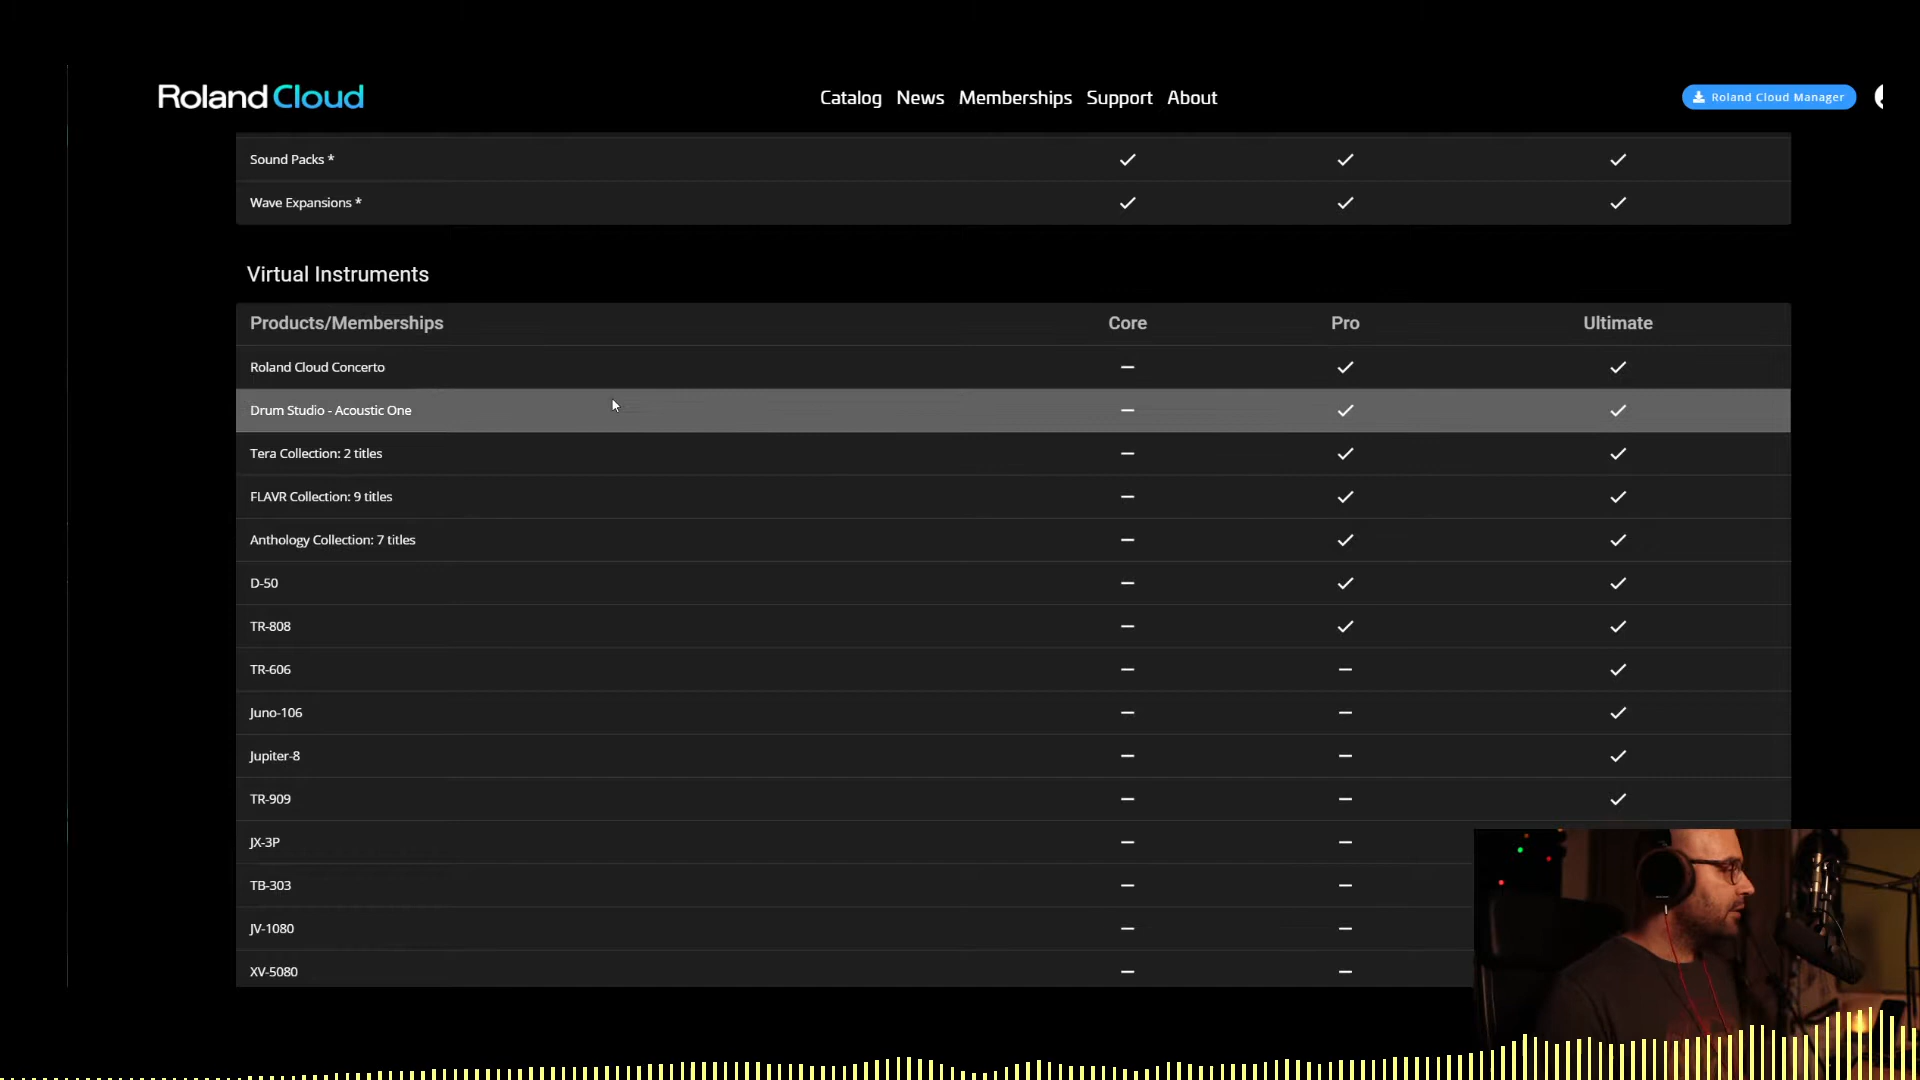 Roland Cloud
Catalog News Memberships Support About
Roland Cloud Manager
Sound Packs *
Wave Expansions *
Virtual Instruments
Products/Memberships Core Pro Ultimate
Roland Cloud Concerto
Drum Studio - Acoustic One
Tera Collection: 2 titles
FLAVR Collection: 9 titles
Anthology Collection: 7 titles
D-50
TR-808
TR-606
Juno-106
Jupiter-8
TR-909
JX-3P
TB-303
JV-1080
XV-5080